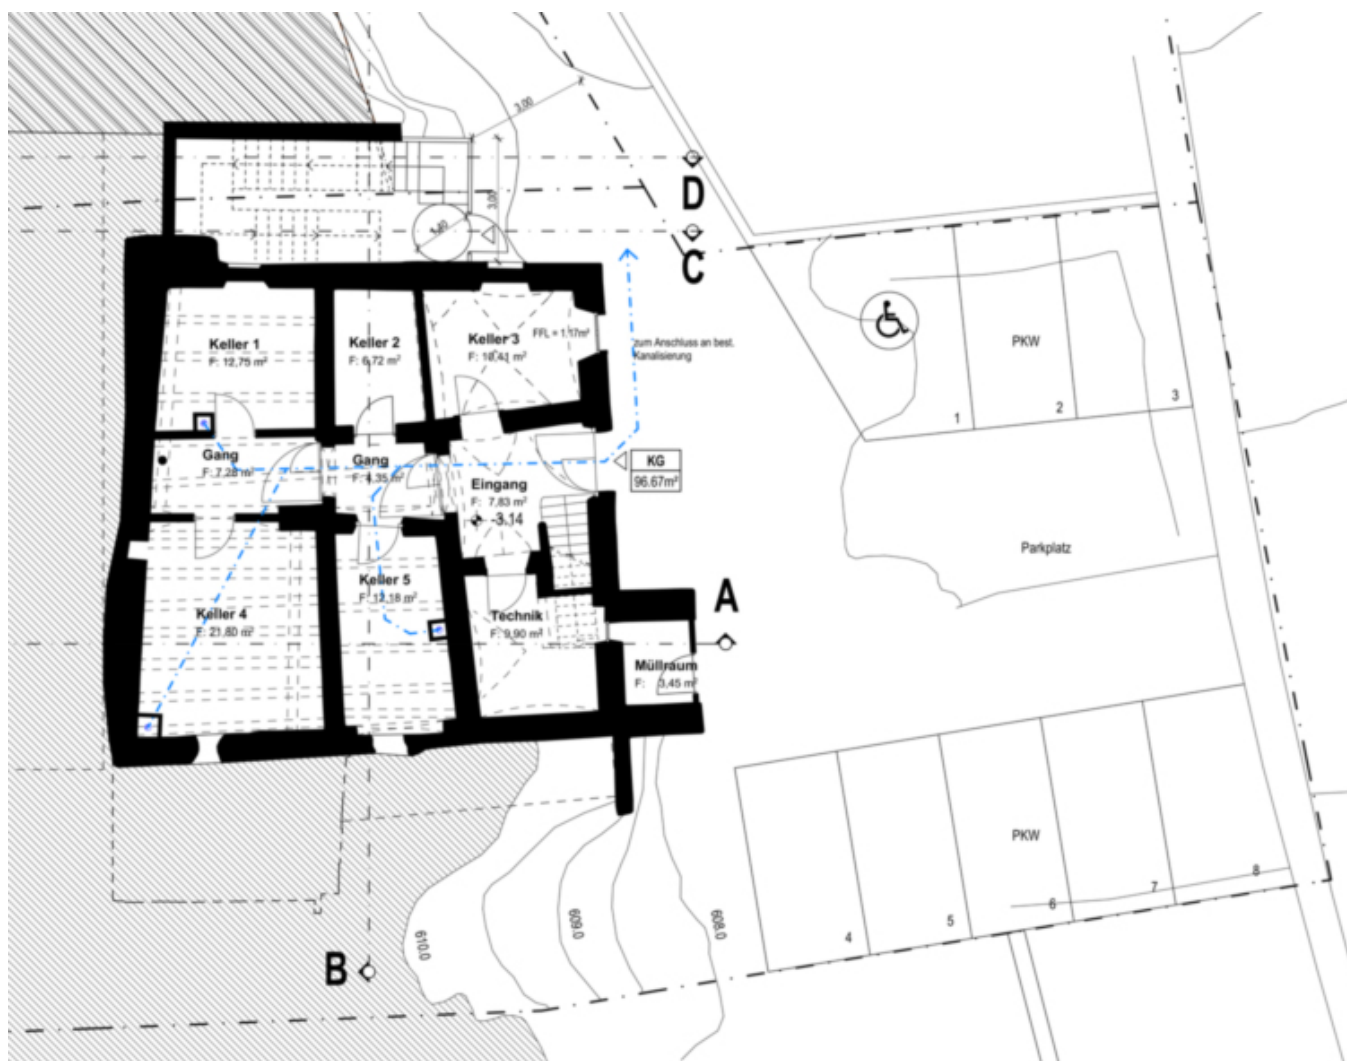 3.00
D
3.00
1.50
C
Keller 1
F: 12,75 m²
Keller 2
F: 6,72 m²
Keller 3
F: 10,41 m²
FFL = 1.17m²
zum Anschluss an best.
Kanalisierung
PKW
1
2
3
Gang
F: 7,28 m²
Gang
F: 4,35 m²
Eingang
F: 7,83 m²
-3.14
KG
96.67m²
Parkplatz
Keller 4
F: 21,80 m²
Keller 5
F: 12,18 m²
Technik
F: 9,90 m²
A
Müllraum
F: 3,45 m²
PKW
4
5
6
7
8
610.0
609.0
608.0
B